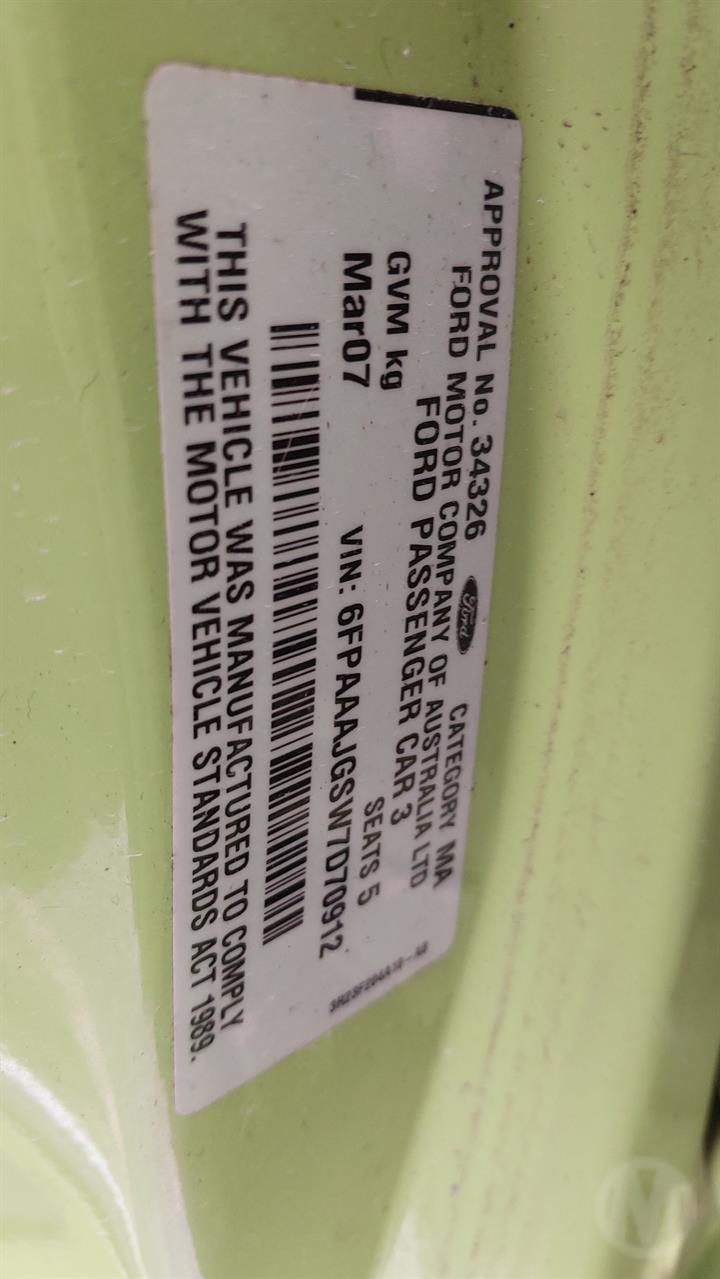 APPROVAL No. 34326 Ford CATEGORY MA
FORD MOTOR COMPANY OF AUSTRALIA LTD
FORD PASSENGER CAR 3
GVM kg SEATS 5
Mar07 VIN: 6FPAAAJGSW7D70912
THIS VEHICLE WAS MANUFACTURED TO COMPLY
WITH THE MOTOR VEHICLE STANDARDS ACT 1989.
M